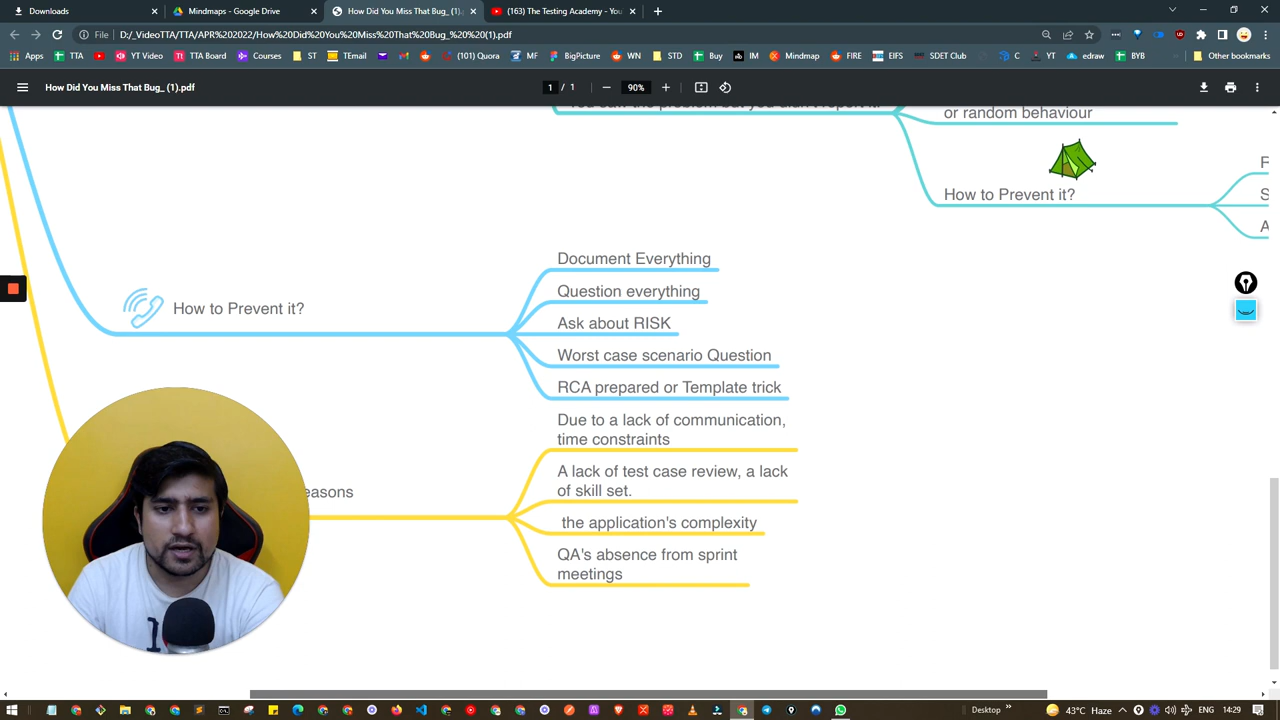 Downloads
Mindmaps - Google Drive
How Did You Miss That Bug_ (1).
(163) The Testing Academy - You
File
D:/_VideoTTA/TTA/APR%202022/How%20Did%20You%20Miss%20That%20Bug_%20%20(1).pdf
Apps
TTA
YT Video
TTA Board
Courses
ST
TEmail
(101) Quora
MF
BigPicture
WN
STD
Buy
IM
Mindmap
FIRE
EIFS
SDET Club
C
YT
edraw
BYB
Other bookmarks
How Did You Miss That Bug_ (1).pdf
1 / 1
90%
or random behaviour
How to Prevent it?
F
S
A
Document Everything
Question everything
How to Prevent it?
Ask about RISK
Worst case scenario Question
RCA prepared or Template trick
Due to a lack of communication,
time constraints
A lack of test case review, a lack
of skill set.
easons
the application's complexity
QA's absence from sprint
meetings
Desktop
43°C Haze
ENG
14:29